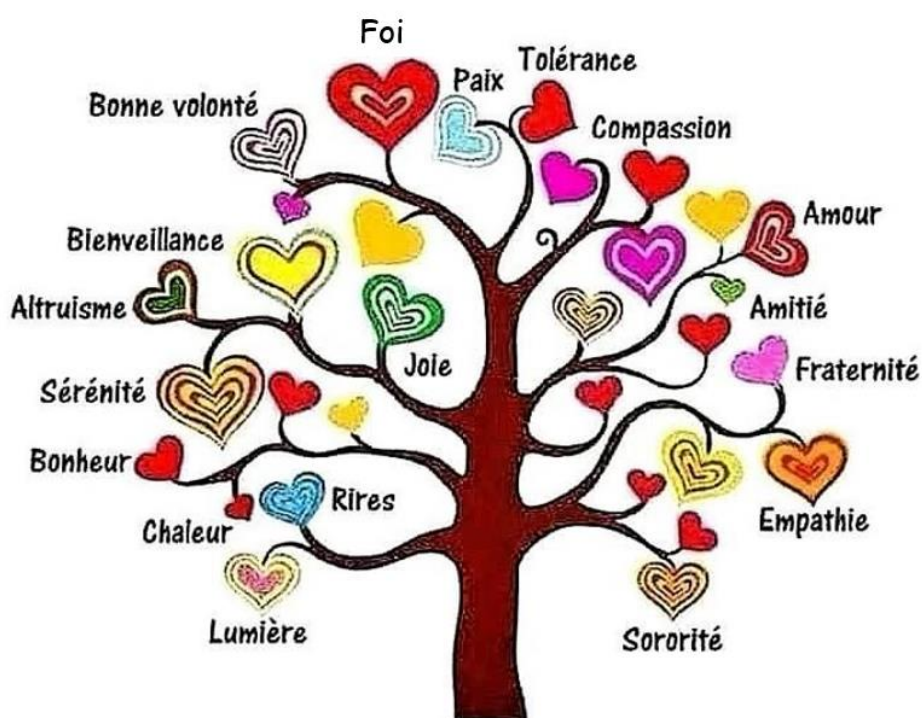 Foi
Tolérance
Paix
Bonne volonté
Compassion
Amour
Bienveillance
Altruisme
Amitié
Joie
Fraternité
Sérénité
Bonheur
Rires
Chaleur
Empathie
Lumière
Sororité